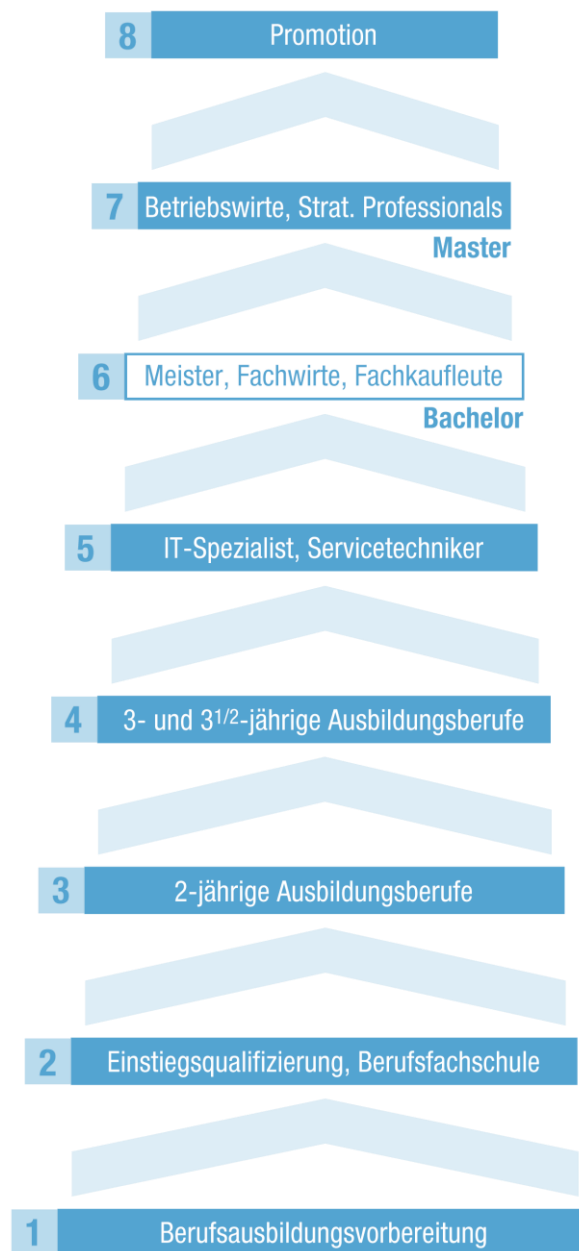 8 Promotion
7 Betriebswirte, Strat. Professionals
Master
6 Meister, Fachwirte, Fachkaufleute
Bachelor
5 IT-Spezialist, Servicetechniker
4 3- und 31/2-jährige Ausbildungsberufe
3 2-jährige Ausbildungsberufe
2 Einstiegsqualifizierung, Berufsfachschule
1 Berufsausbildungsvorbereitung